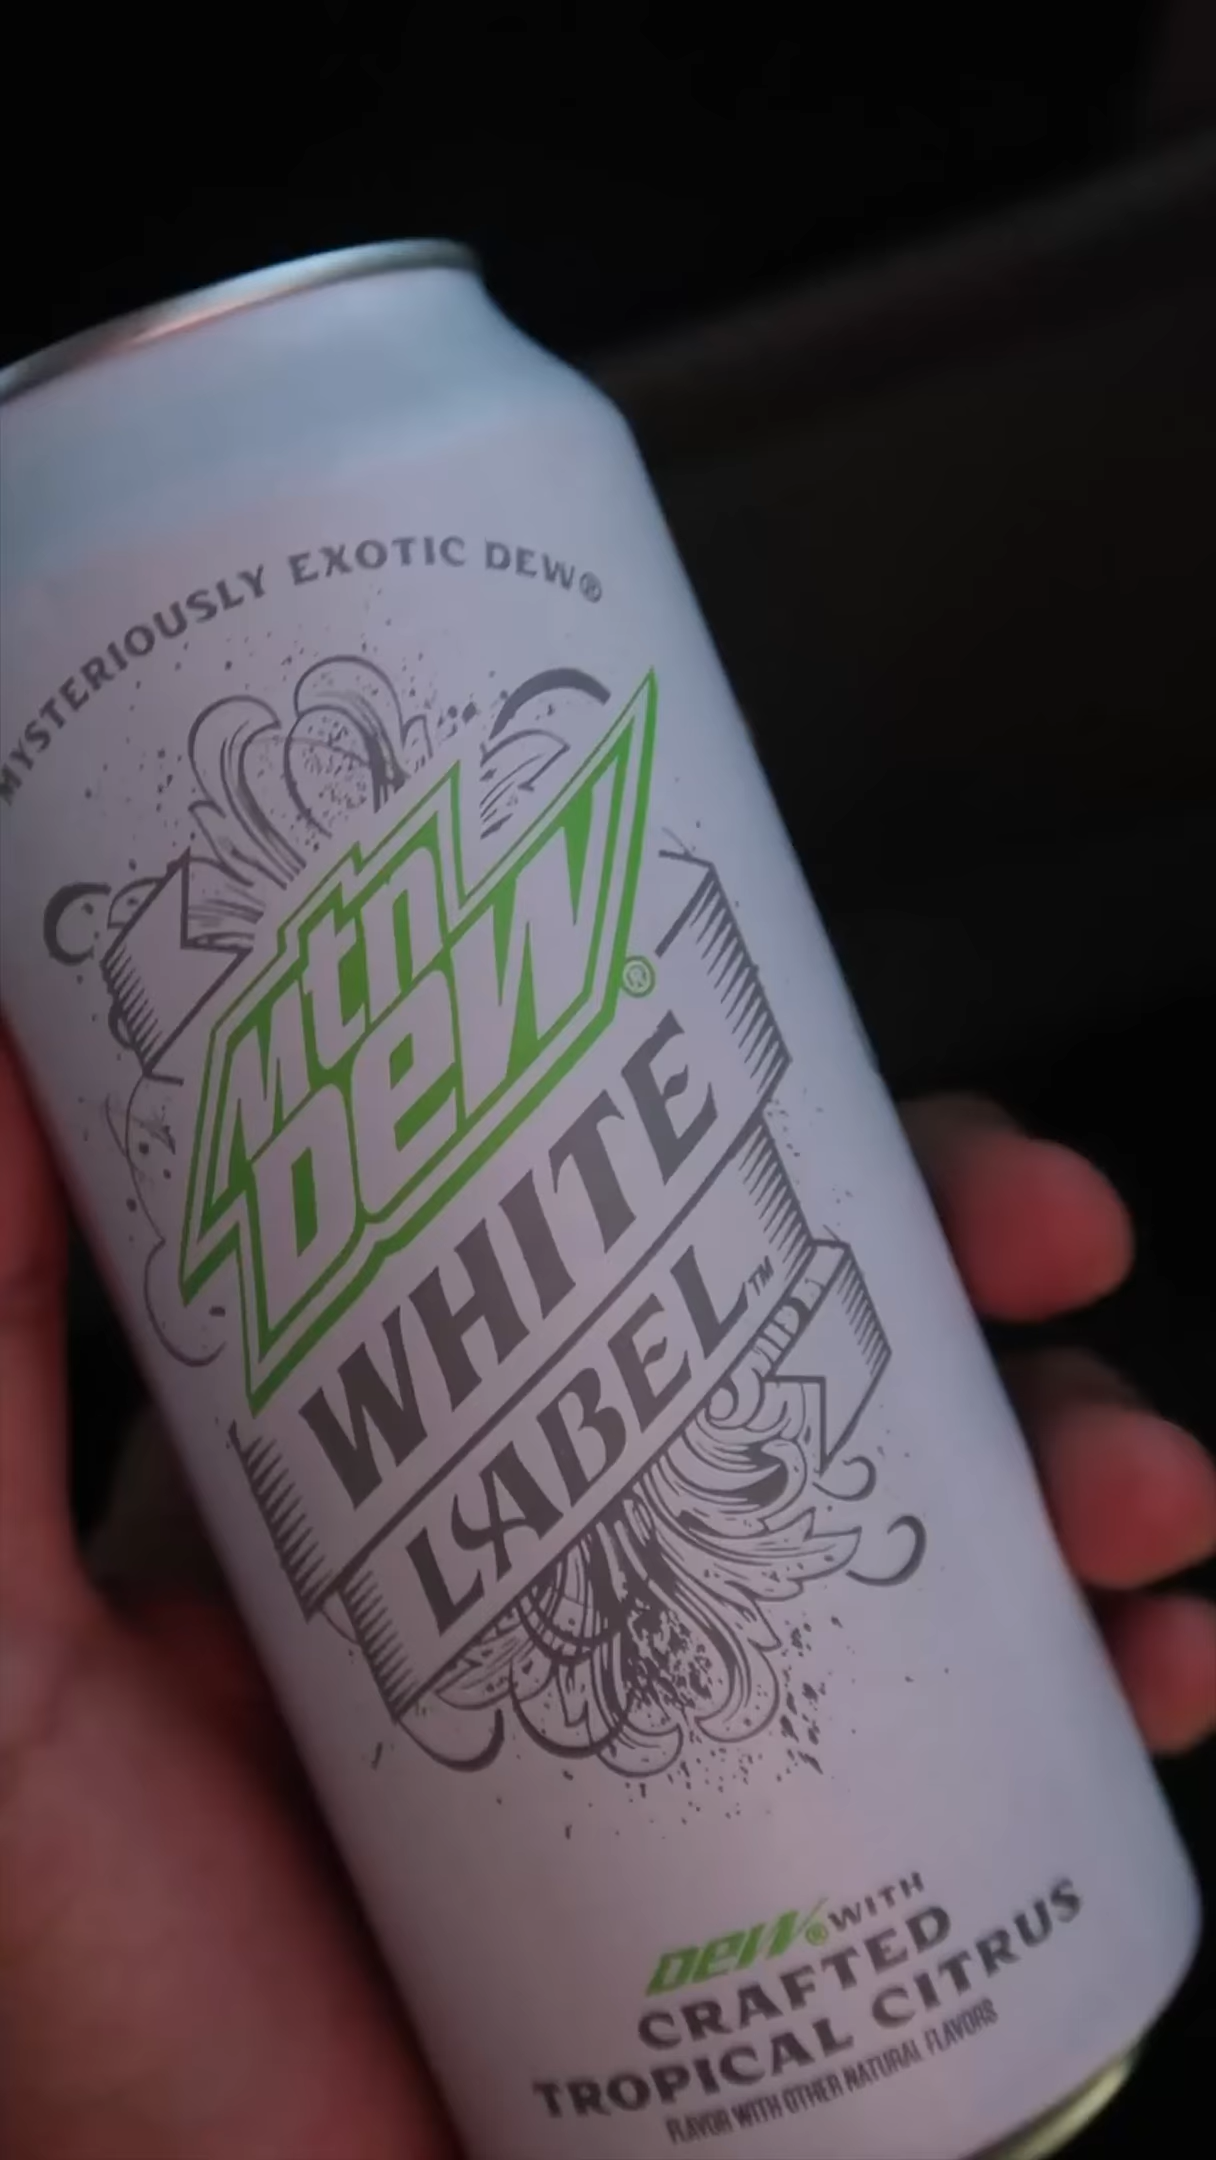 MYSTERIOUSLY EXOTIC DEW®
Mtn
DEW®
WHITE
LABEL™
DEW® WITH
CRAFTED
TROPICAL CITRUS
FLAVOR WITH OTHER NATURAL FLAVORS